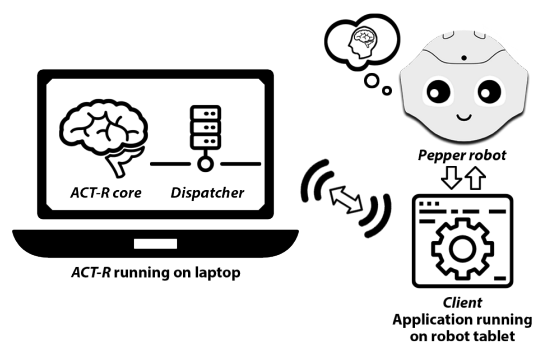 ACT-R core
Dispatcher
ACT-R running on laptop
Pepper robot
Client
Application running
on robot tablet